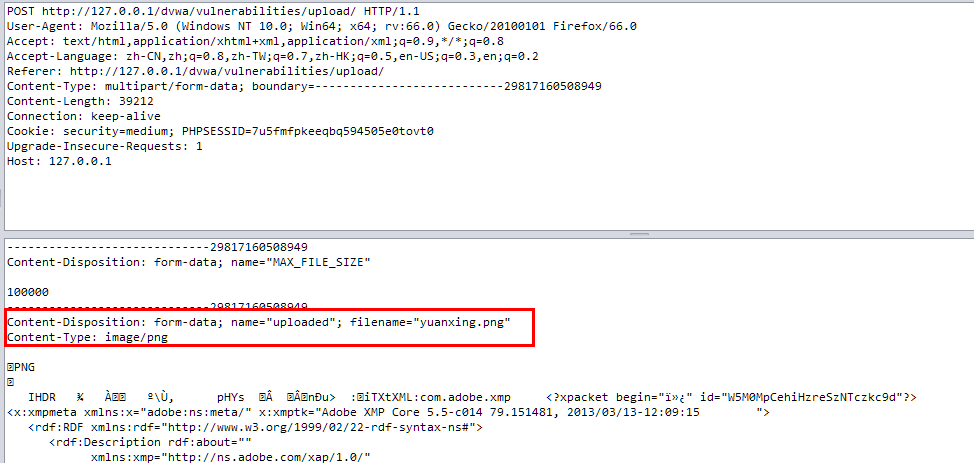 POST http://127.0.0.1/dvwa/vulnerabilities/upload/ HTTP/1.1
User-Agent: Mozilla/5.0 (Windows NT 10.0; Win64; x64; rv:66.0) Gecko/20100101 Firefox/66.0
Accept: text/html,application/xhtml+xml,application/xml;q=0.9,*/*;q=0.8
Accept-Language: zh-CN,zh;q=0.8,zh-TW;q=0.7,zh-HK;q=0.5,en-US;q=0.3,en;q=0.2
Referer: http://127.0.0.1/dvwa/vulnerabilities/upload/
Content-Type: multipart/form-data; boundary=---------------------------29817160508949
Content-Length: 39212
Connection: keep-alive
Cookie: security=medium; PHPSESSID=7u5fmfpkeeqbq594505e0tovt0
Upgrade-Insecure-Requests: 1
Host: 127.0.0.1
-----------------------------29817160508949
Content-Disposition: form-data; name="MAX_FILE_SIZE"
100000
-----------------------------29817160508949
Content-Disposition: form-data; name="uploaded"; filename="yuanxing.png"
Content-Type: image/png
PNG
IHDR ¾ À º\Ù, pHYs Â ÂnÐu> :iTXtXML:com.adobe.xmp <?xpacket begin="ï»¿" id="W5M0MpCehiHzreSzNTczkc9d"?>
<x:xmpmeta xmlns:x="adobe:ns:meta/" x:xmptk="Adobe XMP Core 5.5-c014 79.151481, 2013/03/13-12:09:15 ">
<rdf:RDF xmlns:rdf="http://www.w3.org/1999/02/22-rdf-syntax-ns#">
<rdf:Description rdf:about=""
xmlns:xmp="http://ns.adobe.com/xap/1.0/"